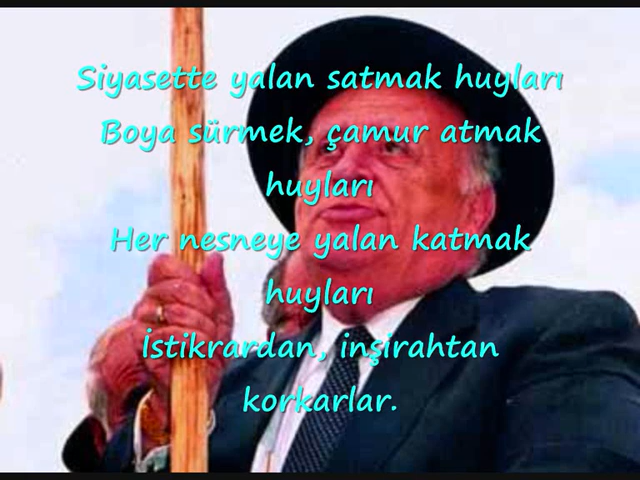 Siyasette yalan satmak huyları
Boya sürmek, çamur atmak
huyları
Her nesneye yalan katmak
huyları
İstikrardan, inşirahtan
korkarlar.